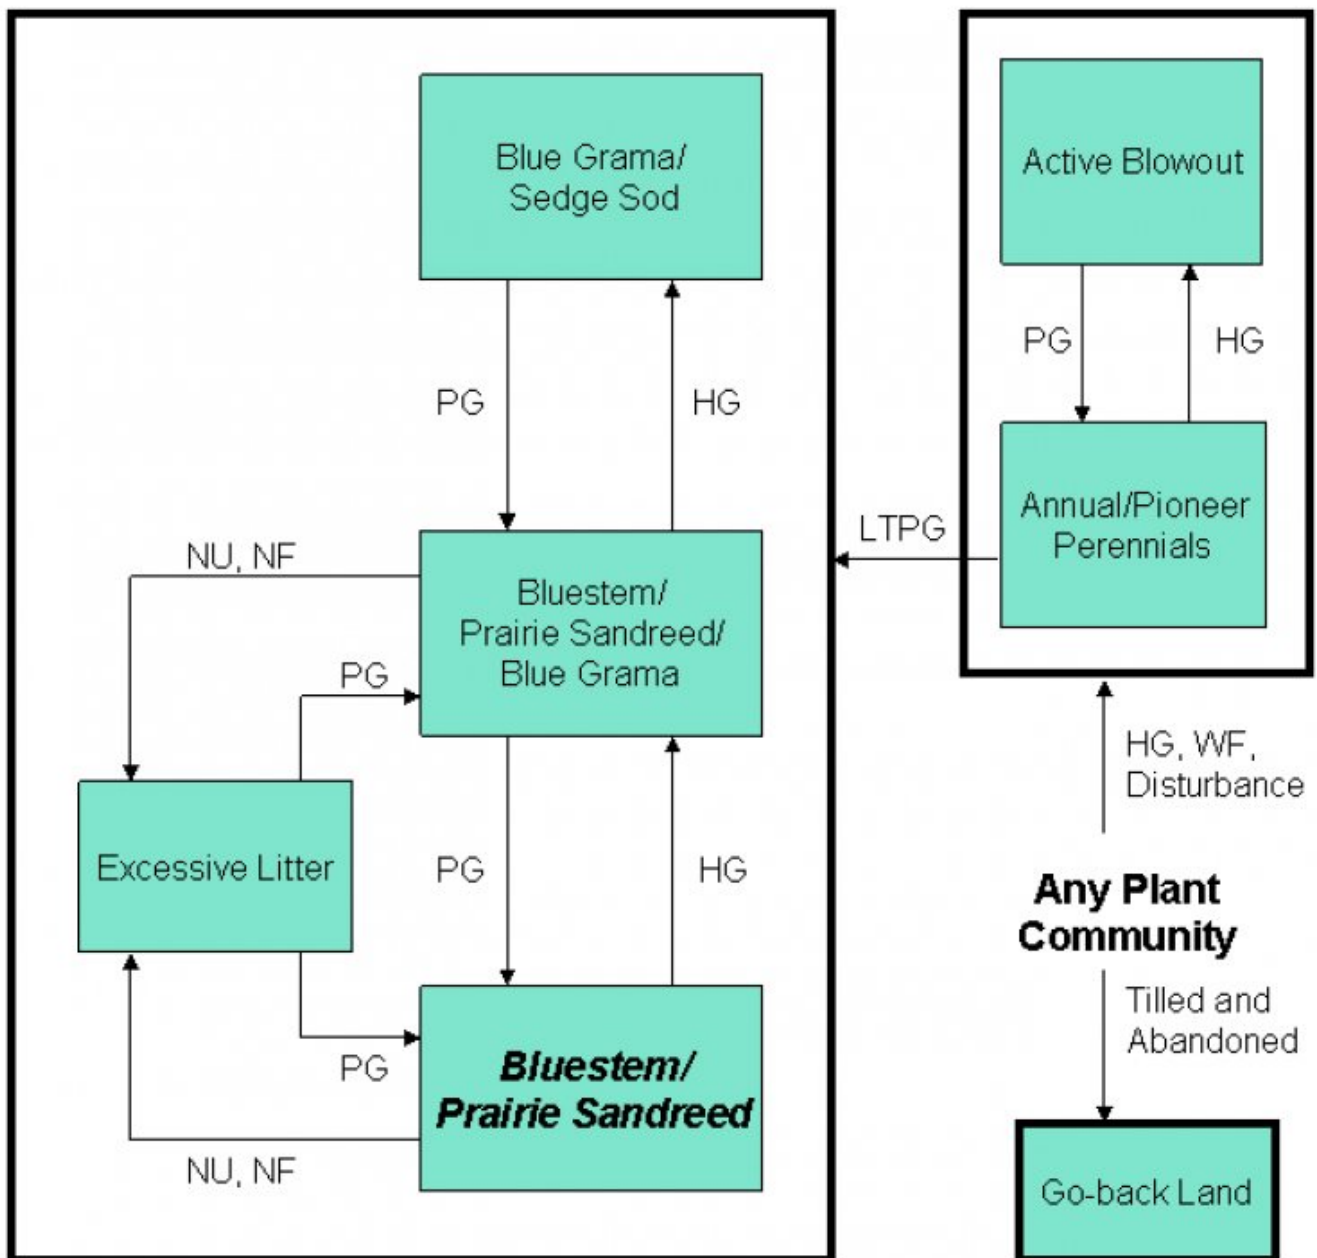 Blue Grama/
Sedge Sod
Active Blowout
PG
HG
PG
HG
Annual/Pioneer
Perennials
LTPG
NU, NF
Bluestem/
Prairie Sandreed/
Blue Grama
PG
HG, WF,
Disturbance
Excessive Litter
PG
HG
Any Plant
Community
Tilled and
Abandoned
PG
Bluestem/
Prairie Sandreed
NU, NF
Go-back Land